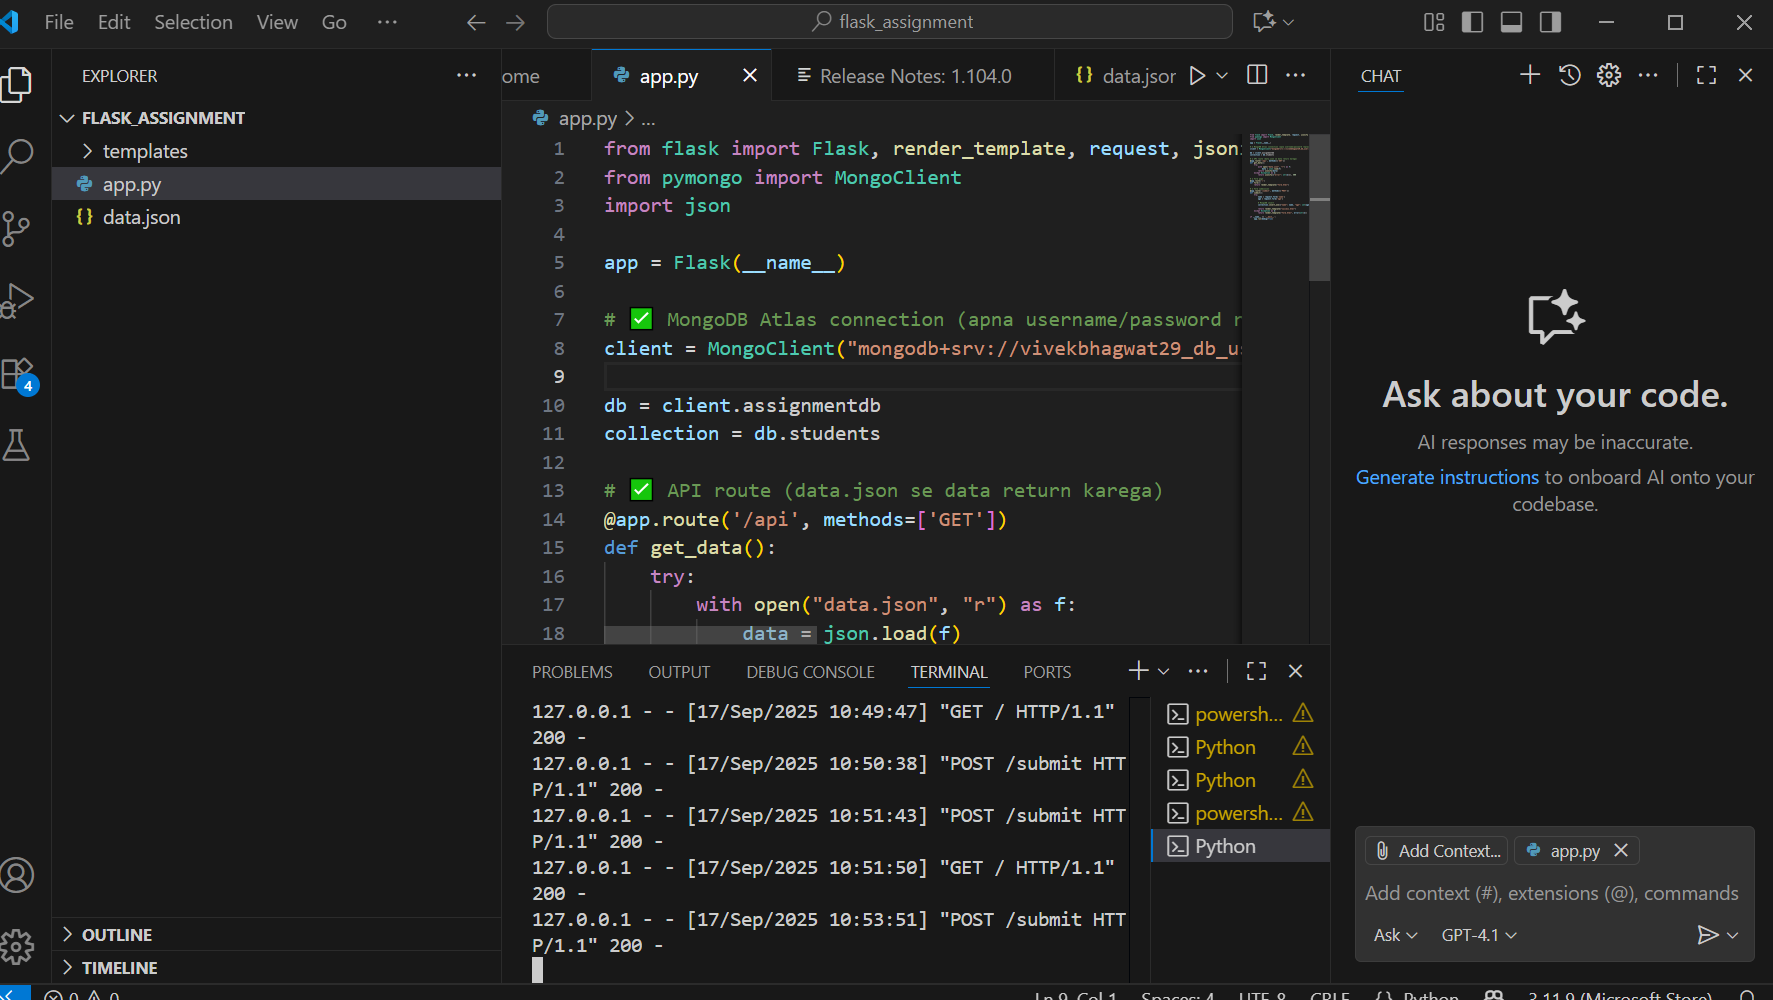 File Edit Selection View Go ··· flask_assignment
EXPLORER ···
FLASK_ASSIGNMENT
templates
app.py
data.json
OUTLINE
TIMELINE
4
ome app.py Release Notes: 1.104.0 data.jsor ···
app.py > ...
1 from flask import Flask, render_template, request, json
2 from pymongo import MongoClient
3 import json
4
5 app = Flask(__name__)
6
7 # ✅ MongoDB Atlas connection (apna username/password r
8 client = MongoClient("mongodb+srv://vivekbhagwat29_db_u
9
10 db = client.assignmentdb
11 collection = db.students
12
13 # ✅ API route (data.json se data return karega)
14 @app.route('/api', methods=['GET'])
15 def get_data():
16 try:
17 with open("data.json", "r") as f:
18 data = json.load(f)
PROBLEMS OUTPUT DEBUG CONSOLE TERMINAL PORTS ···
127.0.0.1 - - [17/Sep/2025 10:49:47] "GET / HTTP/1.1"
200 -
127.0.0.1 - - [17/Sep/2025 10:50:38] "POST /submit HTT
P/1.1" 200 -
127.0.0.1 - - [17/Sep/2025 10:51:43] "POST /submit HTT
P/1.1" 200 -
127.0.0.1 - - [17/Sep/2025 10:51:50] "GET / HTTP/1.1"
200 -
127.0.0.1 - - [17/Sep/2025 10:53:51] "POST /submit HTT
P/1.1" 200 -
powersh...
Python
Python
powersh...
Python
CHAT ···
Ask about your code.
AI responses may be inaccurate.
Generate instructions to onboard AI onto your
codebase.
Add Context... app.py
Add context (#), extensions (@), commands
Ask GPT-4.1
0 0 Ln 9, Col 1 Spaces: 4 UTF-8 CRLF {} Python 3.11.9 (Microsoft Store)